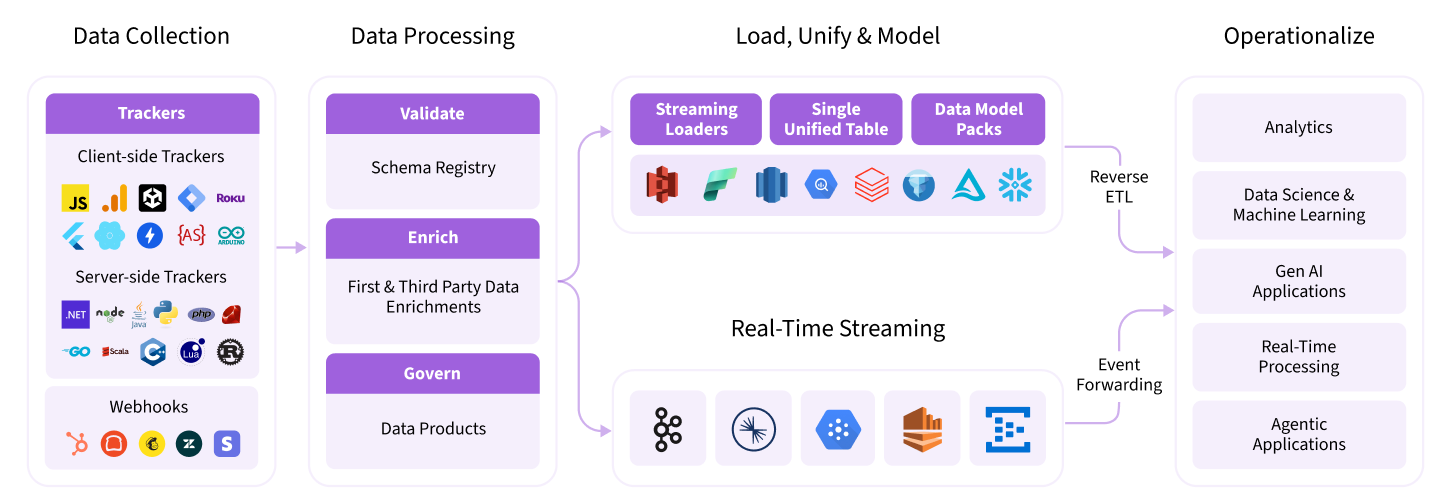 Data Collection
Data Processing
Load, Unify & Model
Operationalize
Trackers
Client-side Trackers
JS
ROKU
{AS}
ARDUINO
Server-side Trackers
.NET
node
JS
Java
php
GO
Scala
C++
Lua
R
Webhooks
S
Validate
Schema Registry
Enrich
First & Third Party Data
Enrichments
Govern
Data Products
Streaming
Loaders
Single
Unified Table
Data Model
Packs
Reverse
ETL
Real-Time Streaming
Event
Forwarding
Analytics
Data Science &
Machine Learning
Gen AI
Applications
Real-Time
Processing
Agentic
Applications